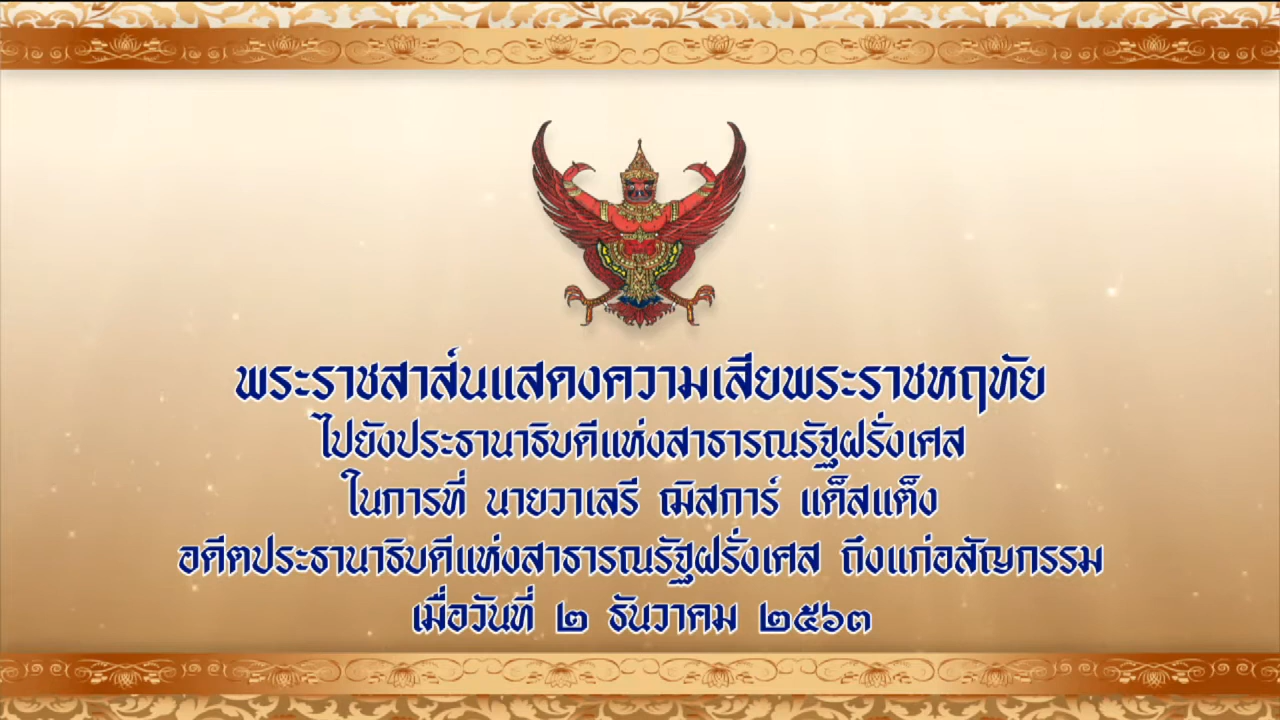 พระราชสาส์นแสดงความเสียพระราชหฤทัย
ไปยังประธานาธิบดีแห่งสาธารณรัฐฝรั่งเศส
ในการที่ นายวาเลรี ฌิสการ์ แด็สแต็ง
อดีตประธานาธิบดีแห่งสาธารณรัฐฝรั่งเศส ถึงแก่อสัญกรรม
เมื่อวันที่ ๒ ธันวาคม ๒๕๖๓